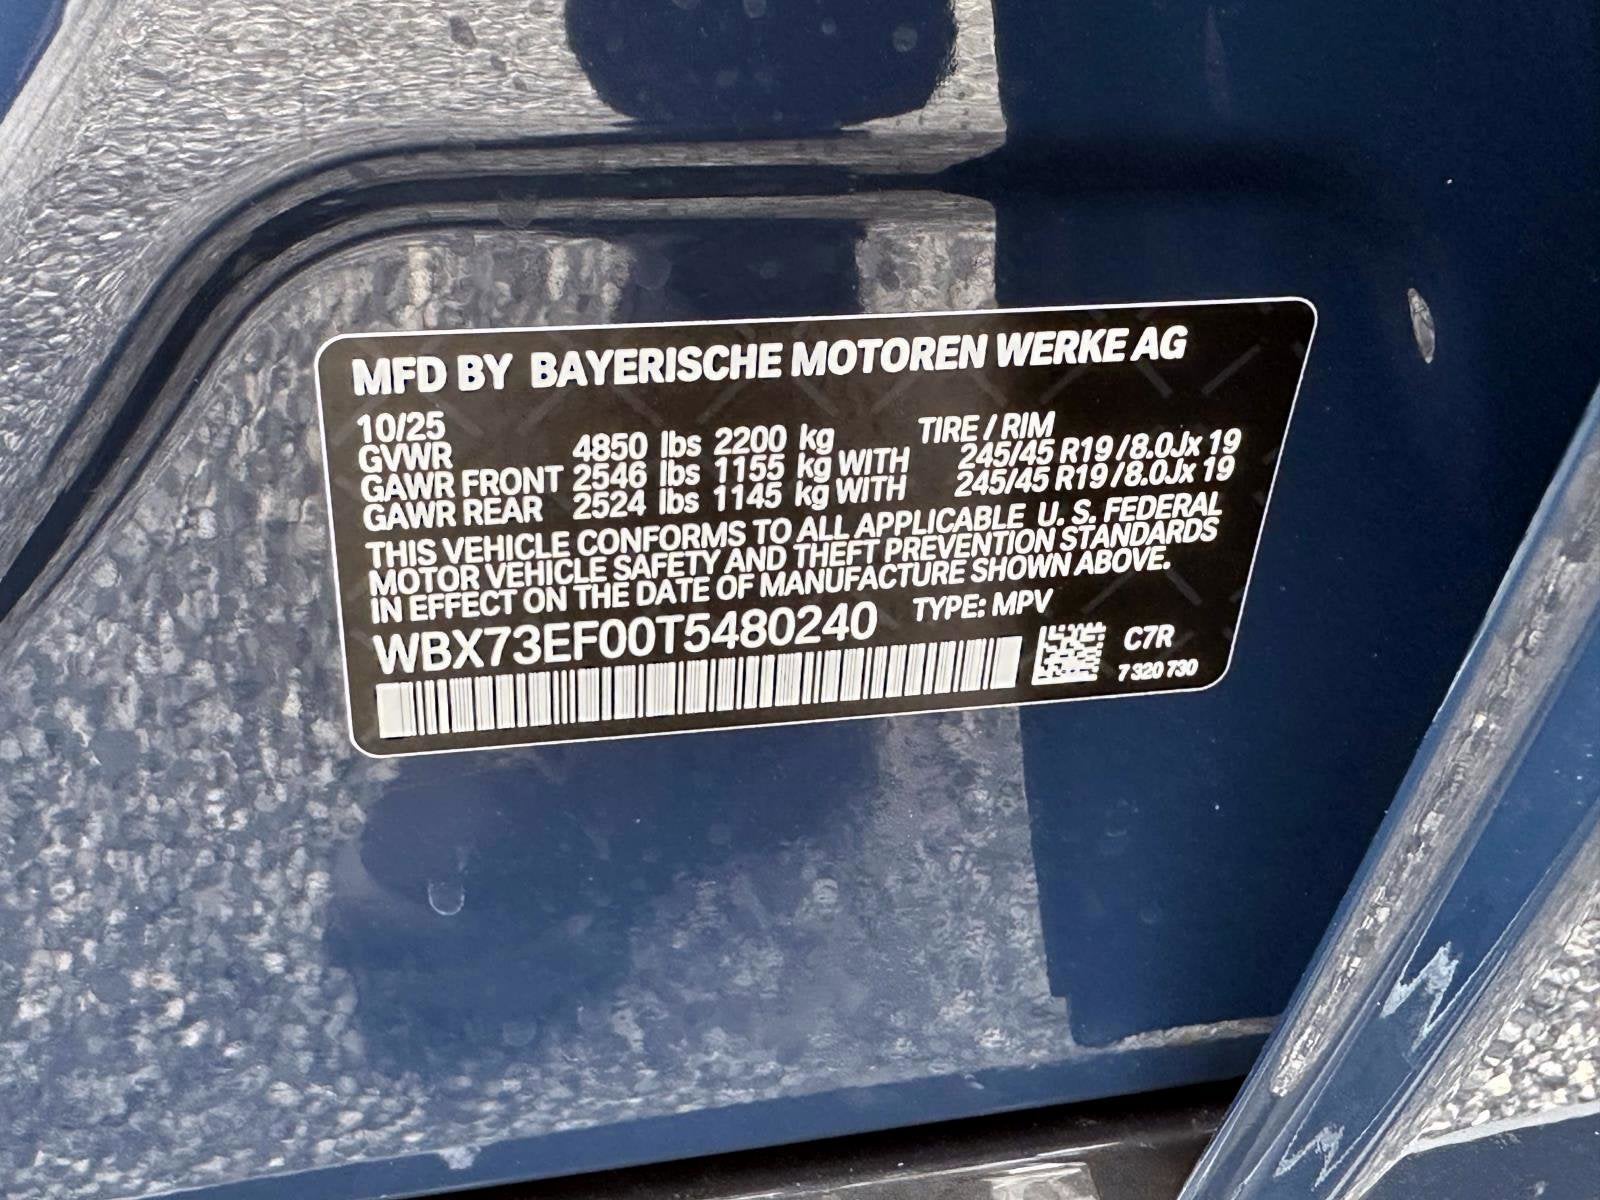 MFD BY BAYERISCHE MOTOREN WERKE AG
10/25 TIRE / RIM
GVWR 4850 lbs 2200 kg
GAWR FRONT 2546 lbs 1155 kg WITH 245/45 R19 / 8.0Jx 19
GAWR REAR 2524 lbs 1145 kg WITH 245/45 R19 / 8.0Jx 19
THIS VEHICLE CONFORMS TO ALL APPLICABLE U. S. FEDERAL
MOTOR VEHICLE SAFETY AND THEFT PREVENTION STANDARDS
IN EFFECT ON THE DATE OF MANUFACTURE SHOWN ABOVE.
WBX73EF00T5480240 TYPE: MPV
C7R
7 320 730